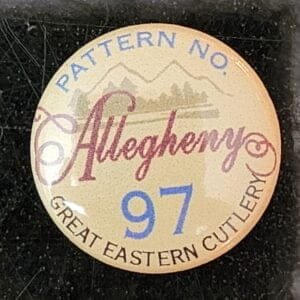 PATTERN NO.
Allegheny
97
GREAT EASTERN CUTLERY